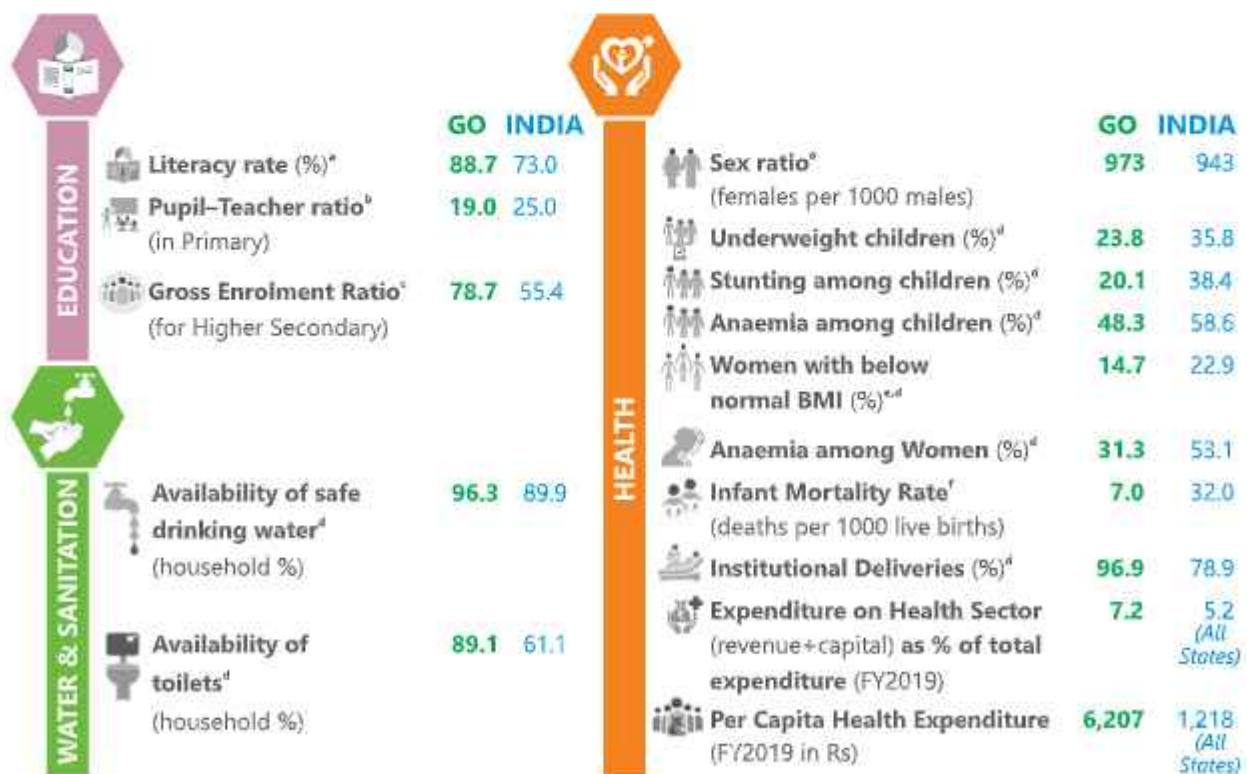 EDUCATION
GO INDIA
Literacy rate (%)ᵃ 88.7 73.0
Pupil–Teacher ratioᵇ 19.0 25.0
(in Primary)
Gross Enrolment Ratioᶜ 78.7 55.4
(for Higher Secondary)
WATER & SANITATION
Availability of safe 96.3 89.9
drinking waterᵈ
(household %)
Availability of 89.1 61.1
toiletsᵈ
(household %)
HEALTH
GO INDIA
Sex ratioᵉ 973 943
(females per 1000 males)
Underweight children (%)ᵈ 23.8 35.8
Stunting among children (%)ᵈ 20.1 38.4
Anaemia among children (%)ᵈ 48.3 58.6
Women with below 14.7 22.9
normal BMI (%)ᵉ,ᵈ
Anaemia among Women (%)ᵈ 31.3 53.1
Infant Mortality Rateᶠ 7.0 32.0
(deaths per 1000 live births)
Institutional Deliveries (%)ᵈ 96.9 78.9
Expenditure on Health Sector 7.2 5.2
(revenue+capital) as % of total (All
expenditure (FY2019) States)
Per Capita Health Expenditure 6,207 1,218
(FY2019 in Rs) (All
States)